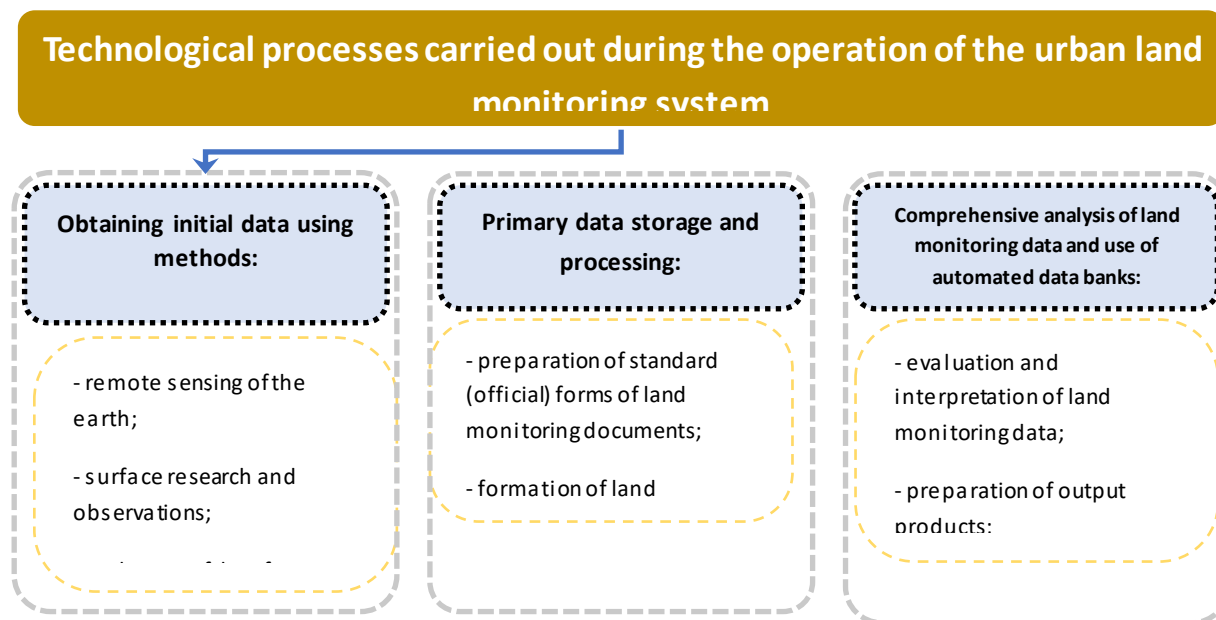 Technological processes carried out during the operation of the urban land
monitoring system
Obtaining initial data using
methods:
- remote sensing of the
earth;
- surface research and
observations;
Primary data storage and
processing:
- preparation of standard
(official) forms of land
monitoring documents;
- formation of land
Comprehensive analysis of land
monitoring data and use of
automated data banks:
- evaluation and
interpretation of land
monitoring data;
- preparation of output
products;